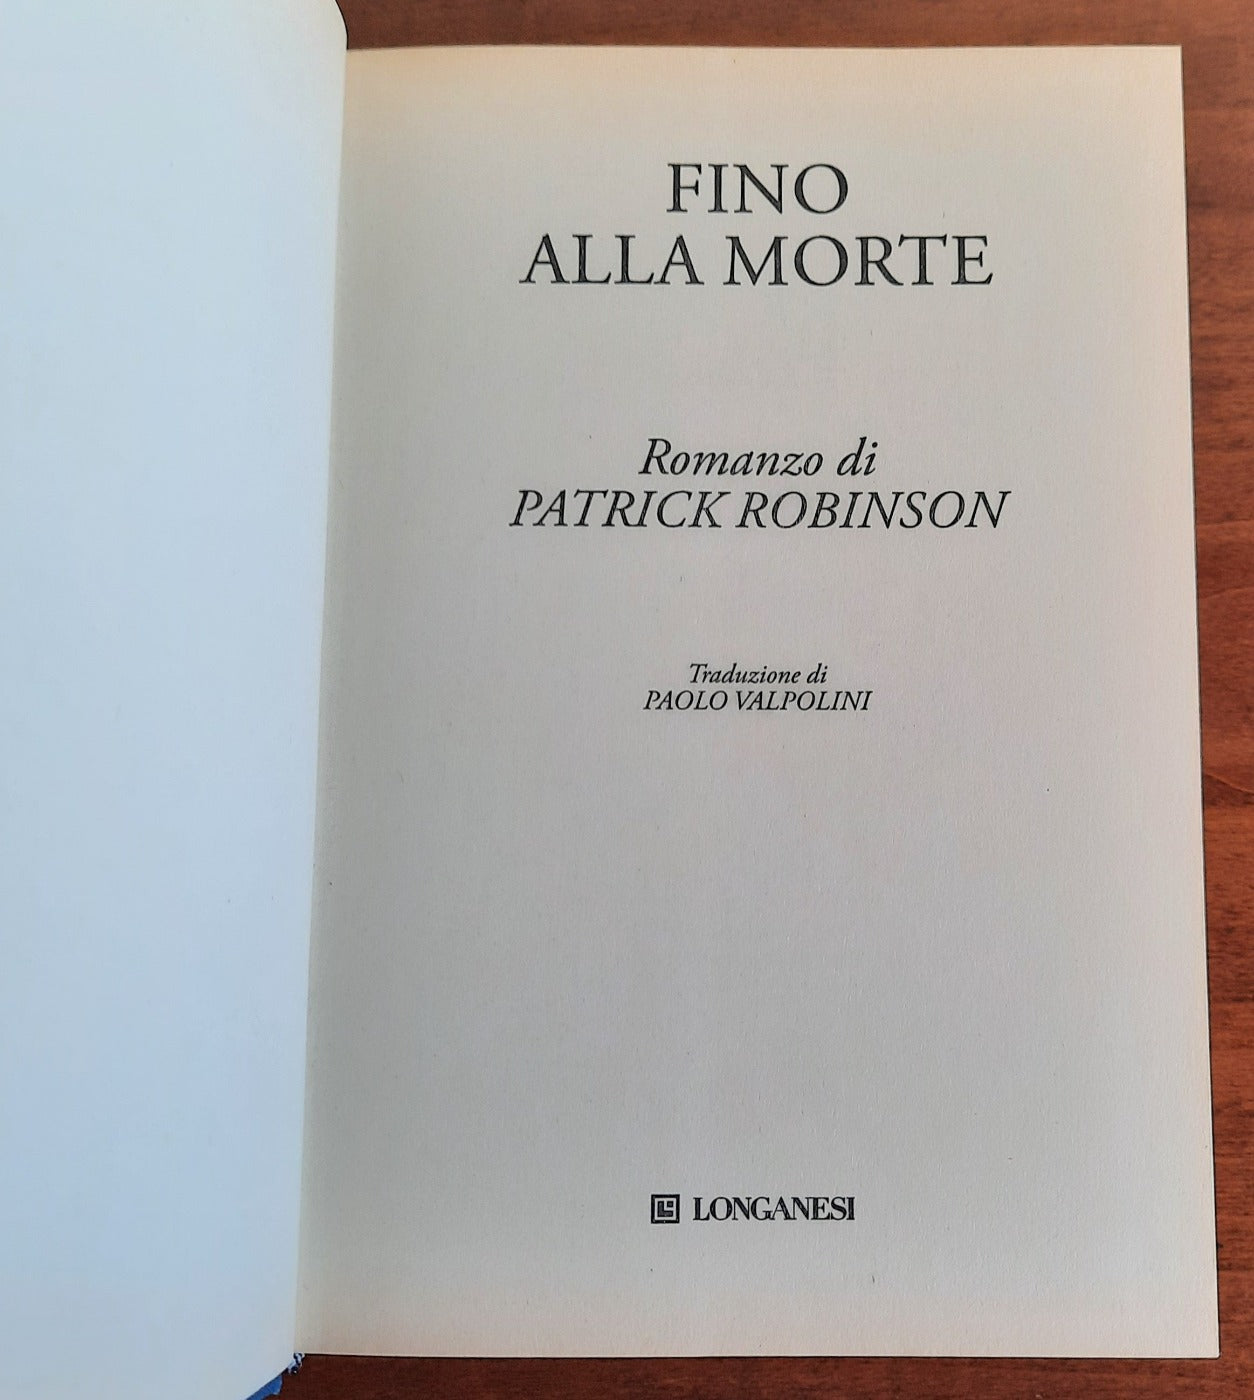 FINO
ALLA MORTE
Romanzo di
PATRICK ROBINSON
Traduzione di
PAOLO VALPOLINI
LONGANESI